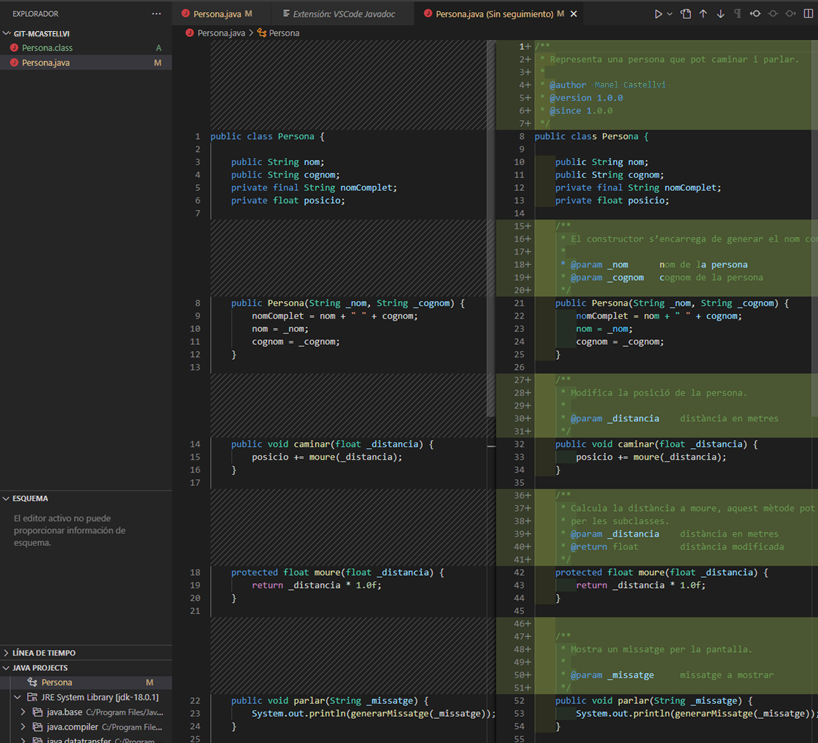 EXPLORADOR ...
GIT-MCASTELLVI
Persona.class A
Persona.java M
ESQUEMA
El editor activo no puede
proporcionar información de
esquema.
LÍNEA DE TIEMPO
JAVA PROJECTS
Persona M
JRE System Library [jdk-18.0.1]
java.base C:/Program Files/Jav...
java.compiler C:/Program File...
java.datatransfer C:/Program...
Persona.java M
Extensión: VSCode Javadoc
Persona.java (Sin seguimiento) M
Persona.java > Persona
1 public class Persona {
2
3 public String nom;
4 public String cognom;
5 private final String nomComplet;
6 private float posicio;
7
8 public Persona(String _nom, String _cognom) {
9 nomComplet = nom + " " + cognom;
10 nom = _nom;
11 cognom = _cognom;
12 }
13
14 public void caminar(float _distancia) {
15 posicio += moure(_distancia);
16 }
17
18 protected float moure(float _distancia) {
19 return _distancia * 1.0f;
20 }
21
22 public void parlar(String _missatge) {
23 System.out.println(generarMissatge(_missatge));
24 }
25
1+ /**
2+ * Representa una persona que pot caminar i parlar.
3+ *
4+ * @author Manel Castellvi
5+ * @version 1.0.0
6+ * @since 1.0.0
7+ */
8 public class Persona {
9
10 public String nom;
11 public String cognom;
12 private final String nomComplet;
13 private float posicio;
14
15+ /**
16+ * El constructor s'encarrega de generar el nom co
17+ *
18+ * @param _nom nom de la persona
19+ * @param _cognom cognom de la persona
20+ */
21 public Persona(String _nom, String _cognom) {
22 nomComplet = nom + " " + cognom;
23 nom = _nom;
24 cognom = _cognom;
25 }
26
27+ /**
28+ * Modifica la posició de la persona.
29+ *
30+ * @param _distancia distància en metres
31+ */
32 public void caminar(float _distancia) {
33 posicio += moure(_distancia);
34 }
35
36+ /**
37+ * Calcula la distància a moure, aquest mètode pot
38+ * per les subclasses.
39+ * @param _distancia distància en metres
40+ * @return float distància modificada
41+ */
42 protected float moure(float _distancia) {
43 return _distancia * 1.0f;
44 }
45
46+
47+ /**
48+ * Mostra un missatge per la pantalla.
49+ *
50+ * @param _missatge missatge a mostrar
51+ */
52 public void parlar(String _missatge) {
53 System.out.println(generarMissatge(_missatge))
54 }
55